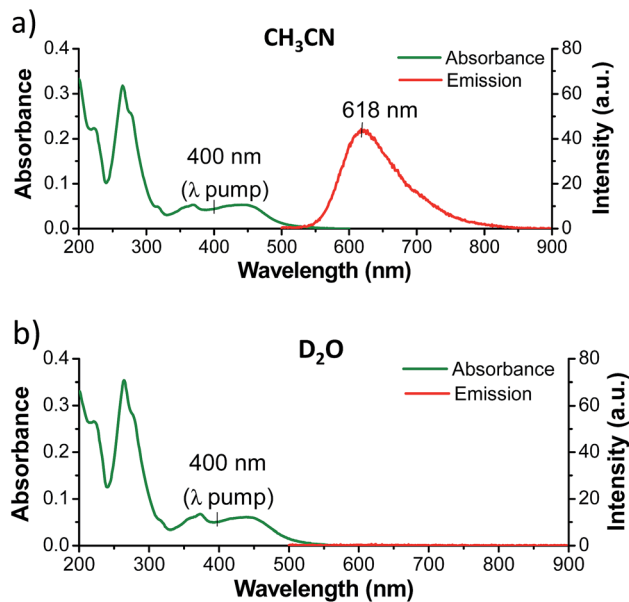 a)
CH₃CN
Absorbance
Emission
618 nm
400 nm
(λ pump)
Absorbance
0.4
0.3
0.2
0.1
0.0
Intensity (a.u.)
80
60
40
20
0
200 300 400 500 600 700 800 900
Wavelength (nm)
b)
D₂O
Absorbance
Emission
400 nm
(λ pump)
Absorbance
0.4
0.3
0.2
0.1
0.0
Intensity (a.u.)
80
60
40
20
0
200 300 400 500 600 700 800 900
Wavelength (nm)